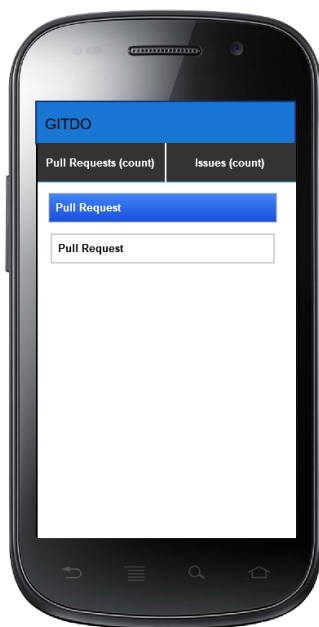 GITDO
Pull Requests (count) Issues (count)
Pull Request
Pull Request